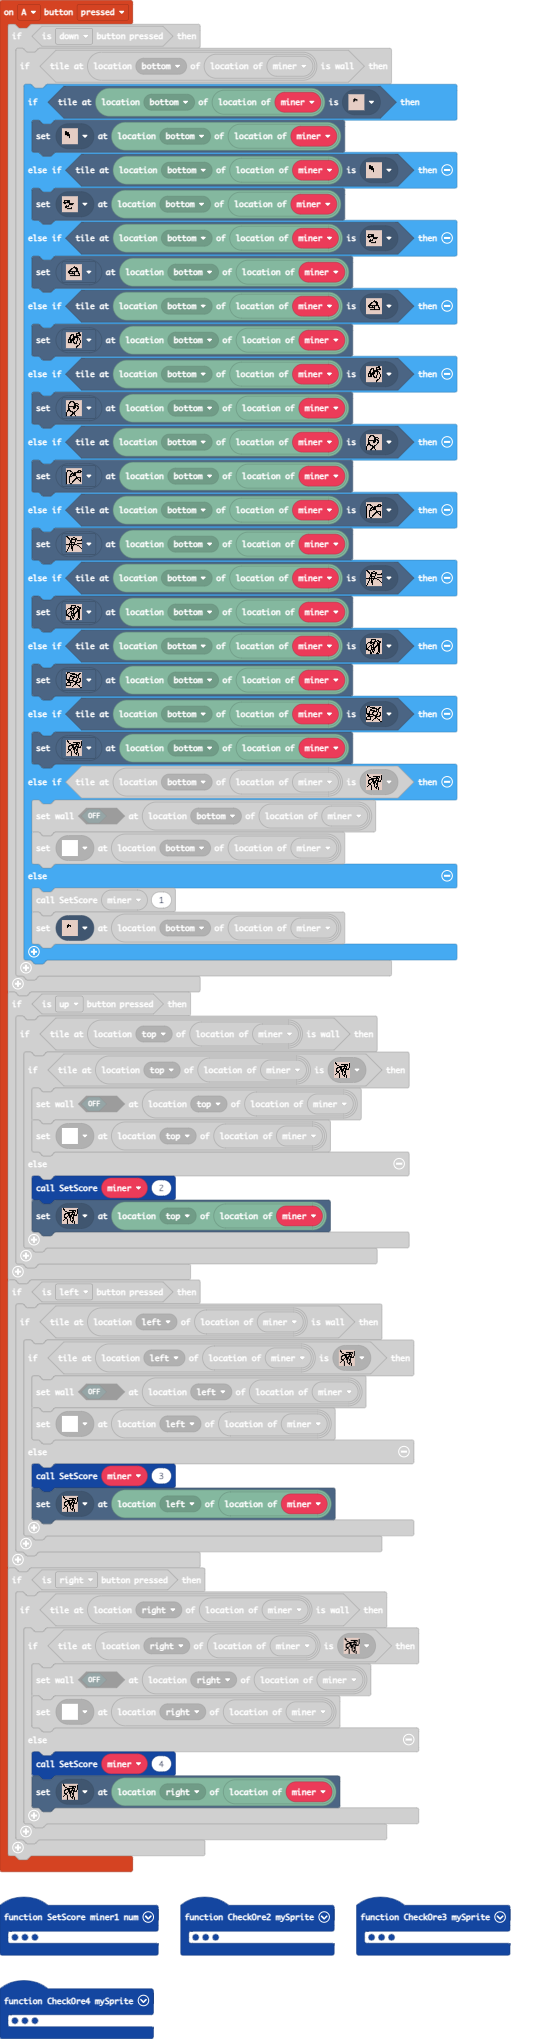 on A button pressed
if is down button pressed then
if tile at location bottom of location of miner is wall then
if tile at location bottom of location of miner is then
set at location bottom of location of miner
else if tile at location bottom of location of miner is then
set at location bottom of location of miner
else if tile at location bottom of location of miner is then
set at location bottom of location of miner
else if tile at location bottom of location of miner is then
set at location bottom of location of miner
else if tile at location bottom of location of miner is then
set at location bottom of location of miner
else if tile at location bottom of location of miner is then
set at location bottom of location of miner
else if tile at location bottom of location of miner is then
set at location bottom of location of miner
else if tile at location bottom of location of miner is then
set at location bottom of location of miner
else if tile at location bottom of location of miner is then
set at location bottom of location of miner
else if tile at location bottom of location of miner is then
set at location bottom of location of miner
else if tile at location bottom of location of miner is then
set wall OFF at location bottom of location of miner
set at location bottom of location of miner
else
call SetScore miner 1
set at location bottom of location of miner
if is up button pressed then
if tile at location top of location of miner is wall then
if tile at location top of location of miner is then
set wall OFF at location top of location of miner
set at location top of location of miner
else
call SetScore miner 2
set at location top of location of miner
if is left button pressed then
if tile at location left of location of miner is wall then
if tile at location left of location of miner is then
set wall OFF at location left of location of miner
set at location left of location of miner
else
call SetScore miner 3
set at location left of location of miner
if is right button pressed then
if tile at location right of location of miner is wall then
if tile at location right of location of miner is then
set wall OFF at location right of location of miner
set at location right of location of miner
else
call SetScore miner 4
set at location right of location of miner
function SetScore miner1 num
function CheckOre2 mySprite
function CheckOre3 mySprite
function CheckOre4 mySprite